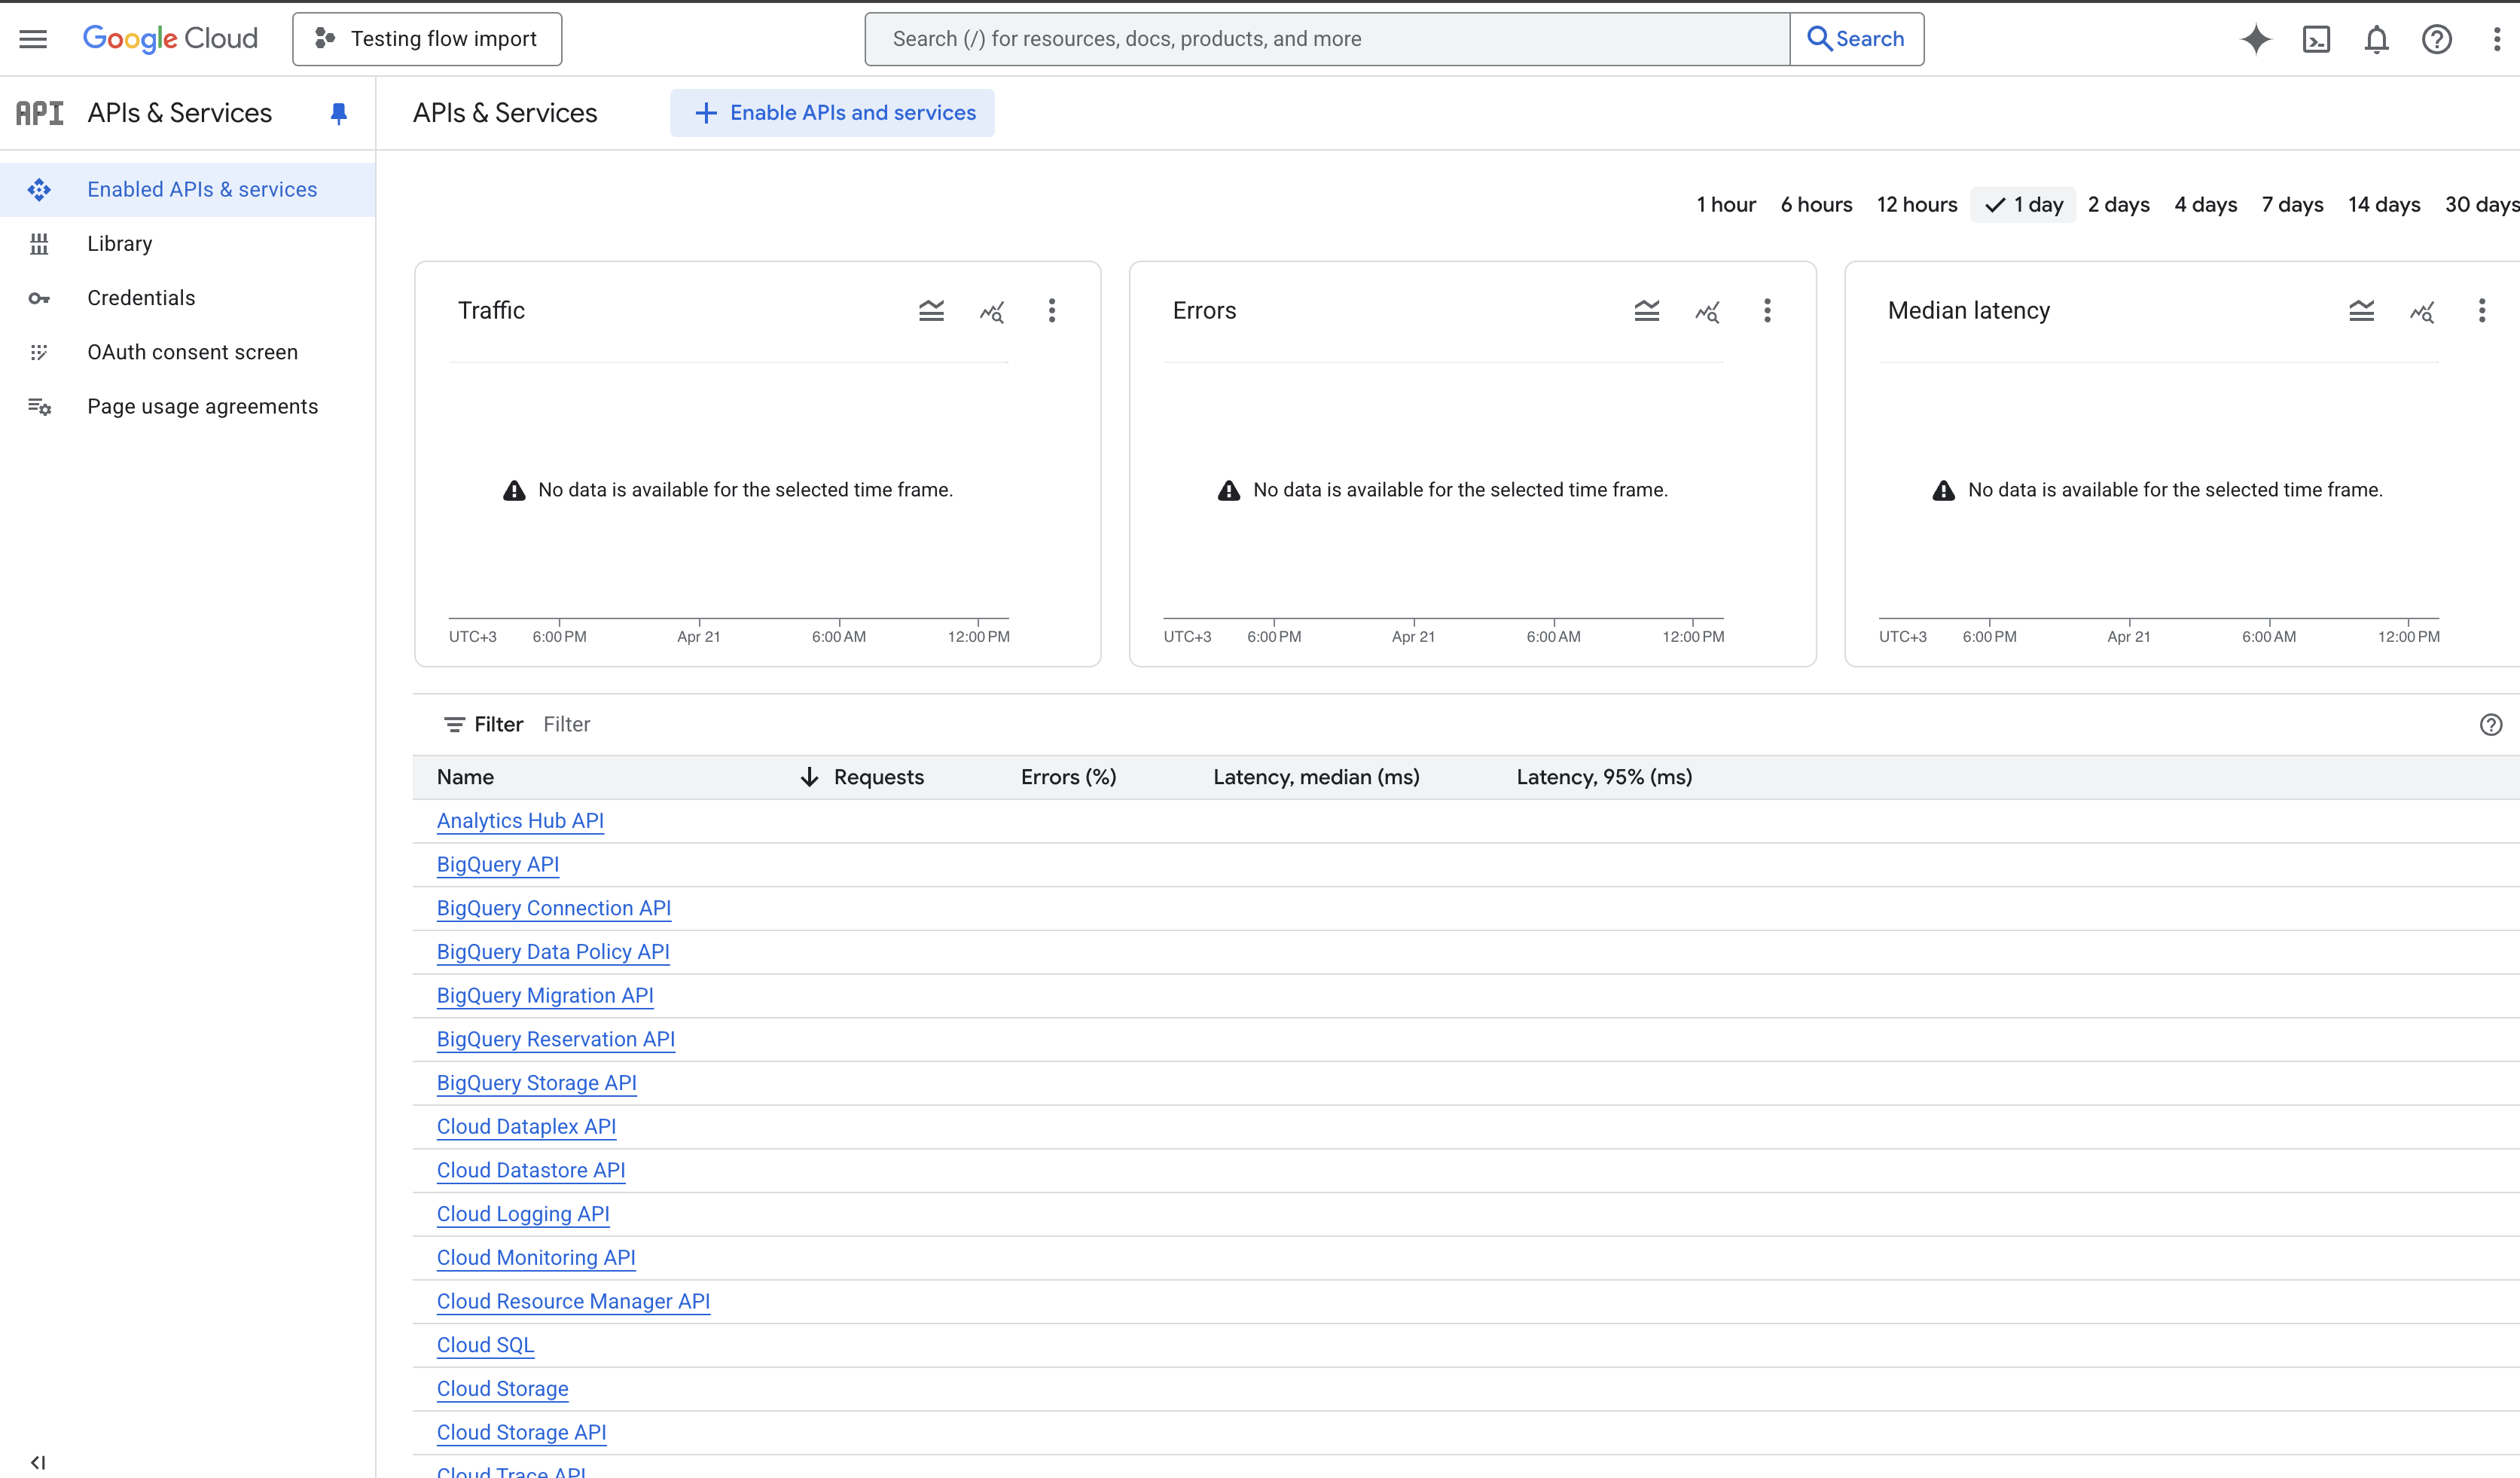 Google Cloud
Testing flow import
Search (/) for resources, docs, products, and more
Search
API APIs & Services
APIs & Services
Enable APIs and services
Enabled APIs & services
Library
Credentials
OAuth consent screen
Page usage agreements
1 hour 6 hours 12 hours 1 day 2 days 4 days 7 days 14 days 30 days
Traffic
No data is available for the selected time frame.
UTC+3 6:00 PM Apr 21 6:00 AM 12:00 PM
Errors
No data is available for the selected time frame.
UTC+3 6:00 PM Apr 21 6:00 AM 12:00 PM
Median latency
No data is available for the selected time frame.
UTC+3 6:00 PM Apr 21 6:00 AM 12:00 PM
Filter Filter
Name Requests Errors (%) Latency, median (ms) Latency, 95% (ms)
Analytics Hub API
BigQuery API
BigQuery Connection API
BigQuery Data Policy API
BigQuery Migration API
BigQuery Reservation API
BigQuery Storage API
Cloud Dataplex API
Cloud Datastore API
Cloud Logging API
Cloud Monitoring API
Cloud Resource Manager API
Cloud SQL
Cloud Storage
Cloud Storage API
Cloud Trace API